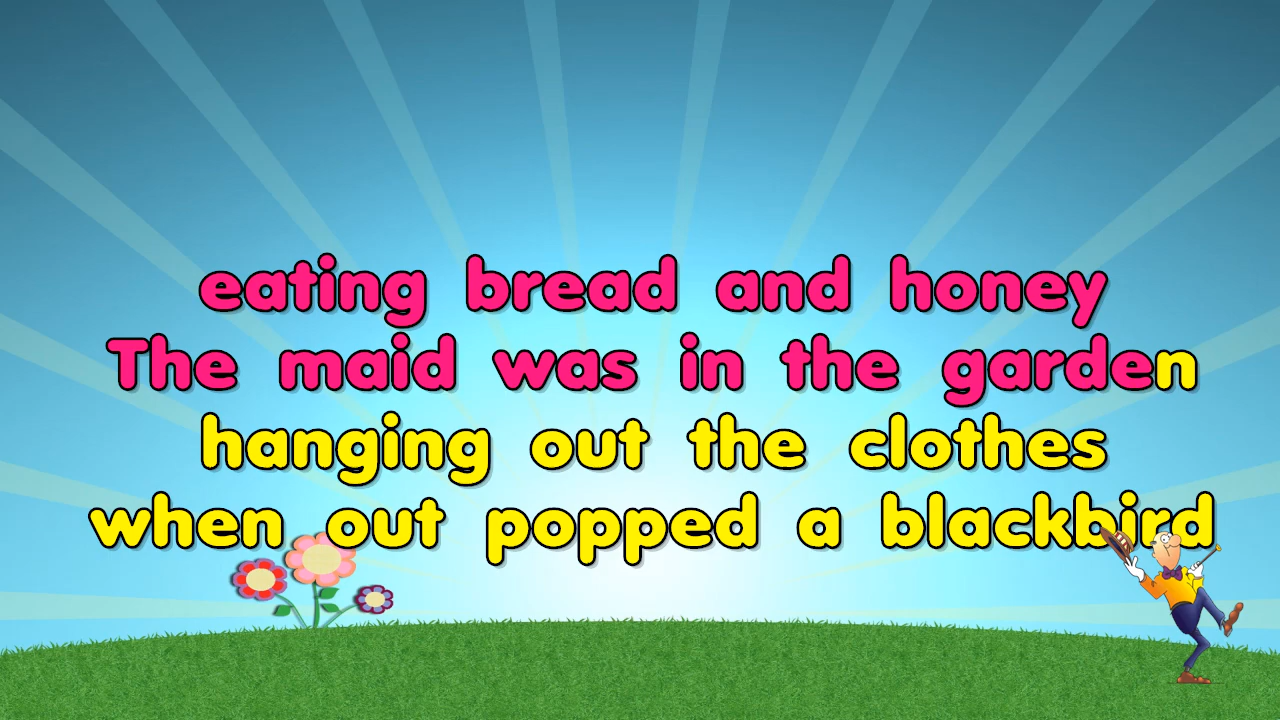 eating bread and honey
The maid was in the garden
hanging out the clothes
when out popped a blackbird